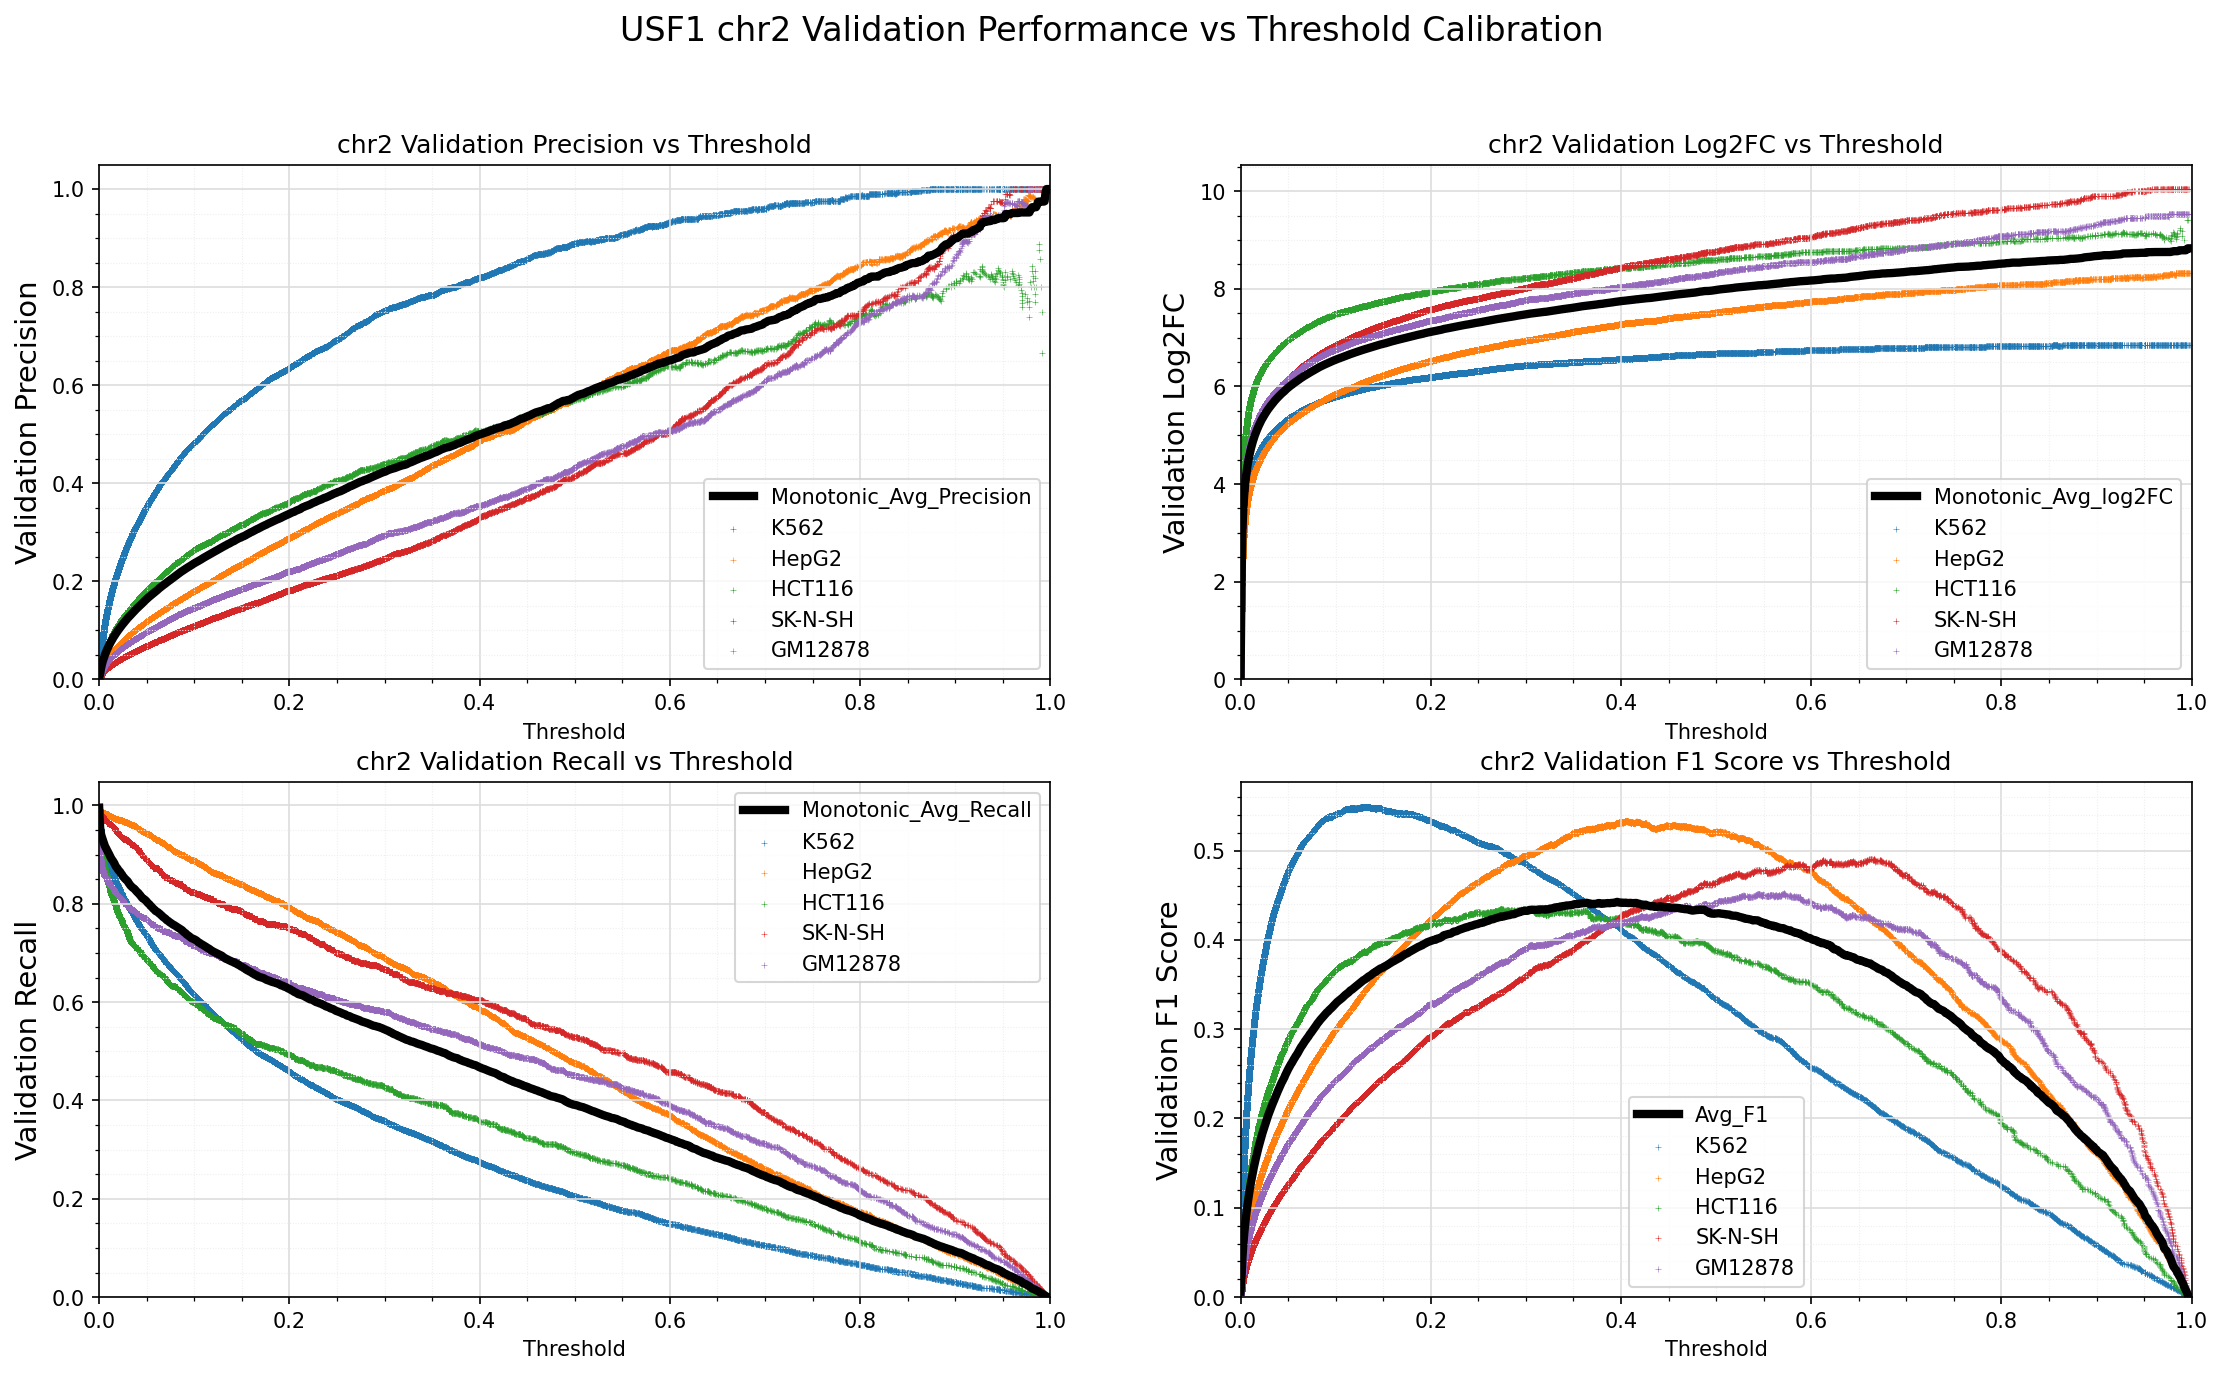 USF1 chr2 Validation Performance vs Threshold Calibration
chr2 Validation Precision vs Threshold
Validation Precision
1.0
0.8
0.6
0.4
0.2
0.0
0.0 0.2 0.4 0.6 0.8 1.0
Threshold
Monotonic_Avg_Precision
K562
HepG2
HCT116
SK-N-SH
GM12878
chr2 Validation Log2FC vs Threshold
Validation Log2FC
10
8
6
4
2
0
0.0 0.2 0.4 0.6 0.8 1.0
Threshold
Monotonic_Avg_log2FC
K562
HepG2
HCT116
SK-N-SH
GM12878
chr2 Validation Recall vs Threshold
Validation Recall
1.0
0.8
0.6
0.4
0.2
0.0
0.0 0.2 0.4 0.6 0.8 1.0
Threshold
Monotonic_Avg_Recall
K562
HepG2
HCT116
SK-N-SH
GM12878
chr2 Validation F1 Score vs Threshold
Validation F1 Score
0.5
0.4
0.3
0.2
0.1
0.0
0.0 0.2 0.4 0.6 0.8 1.0
Threshold
Avg_F1
K562
HepG2
HCT116
SK-N-SH
GM12878